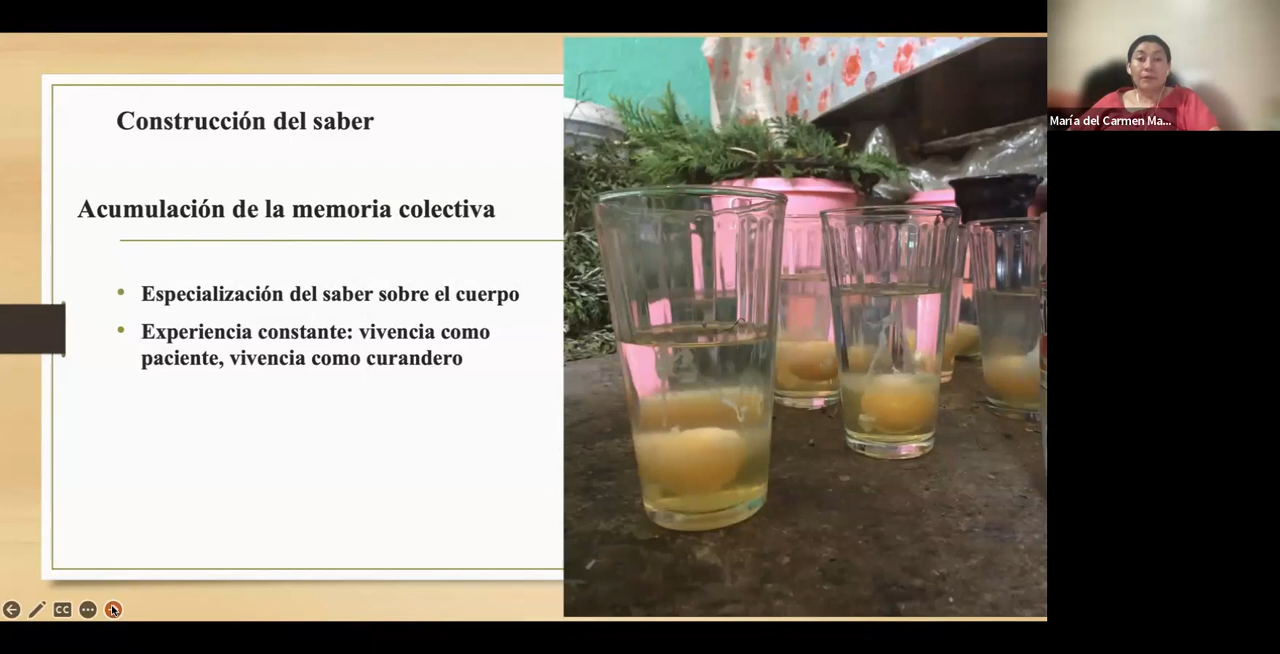 Construcción del saber
Acumulación de la memoria colectiva
• Especialización del saber sobre el cuerpo
• Experiencia constante: vivencia como
paciente, vivencia como curandero
María del Carmen Ma...
CC